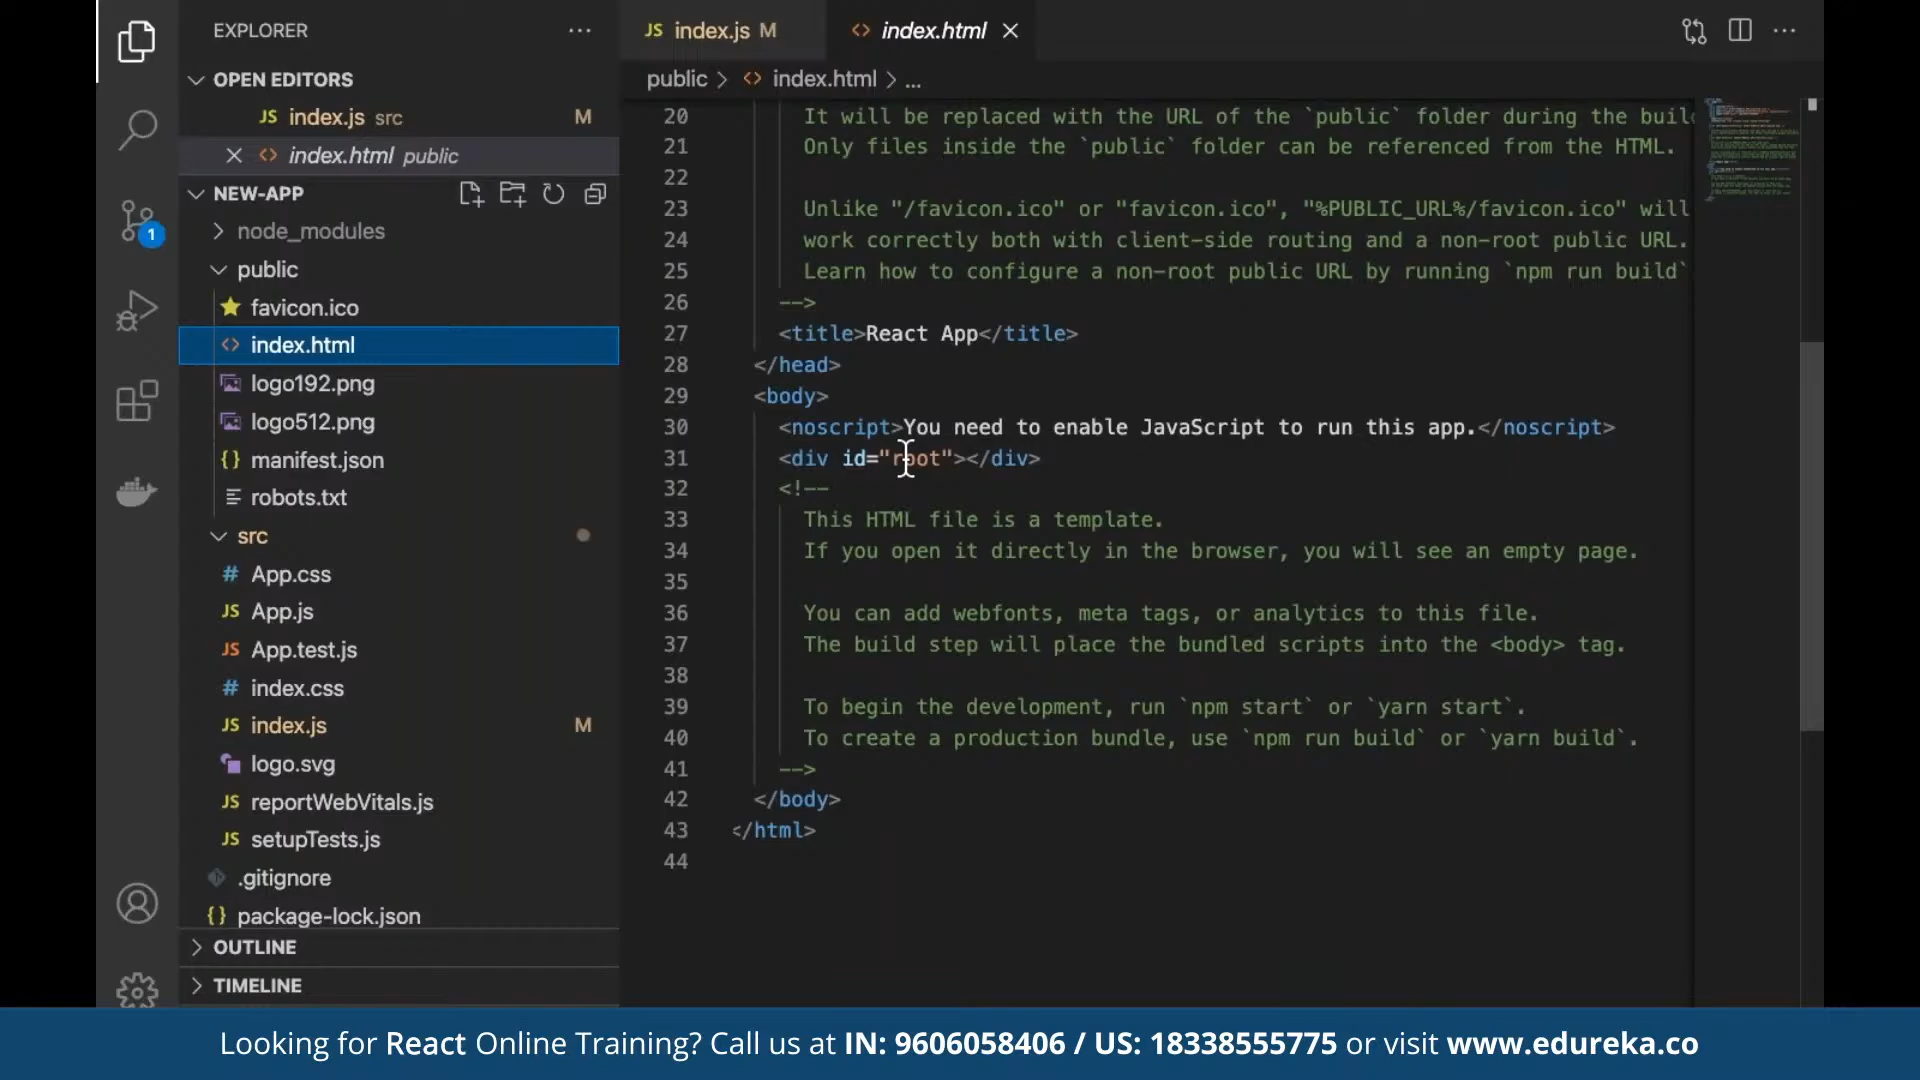 EXPLORER
OPEN EDITORS
JS index.js src M
<> index.html public
NEW-APP
node_modules
public
favicon.ico
<> index.html
logo192.png
logo512.png
{} manifest.json
robots.txt
src
# App.css
JS App.js
JS App.test.js
# index.css
JS index.js M
logo.svg
JS reportWebVitals.js
JS setupTests.js
.gitignore
{} package-lock.json
OUTLINE
TIMELINE
1
JS index.js M <> index.html
public > <> index.html > ...
20 It will be replaced with the URL of the `public` folder during the buil
21 Only files inside the `public` folder can be referenced from the HTML.
22
23 Unlike "/favicon.ico" or "favicon.ico", "%PUBLIC_URL%/favicon.ico" will
24 work correctly both with client-side routing and a non-root public URL.
25 Learn how to configure a non-root public URL by running `npm run build`
26 -->
27 <title>React App</title>
28 </head>
29 <body>
30 <noscript>You need to enable JavaScript to run this app.</noscript>
31 <div id="root"></div>
32 <!--
33 This HTML file is a template.
34 If you open it directly in the browser, you will see an empty page.
35
36 You can add webfonts, meta tags, or analytics to this file.
37 The build step will place the bundled scripts into the <body> tag.
38
39 To begin the development, run `npm start` or `yarn start`.
40 To create a production bundle, use `npm run build` or `yarn build`.
41 -->
42 </body>
43 </html>
44
Looking for React Online Training? Call us at IN: 9606058406 / US: 18338555775 or visit www.edureka.co